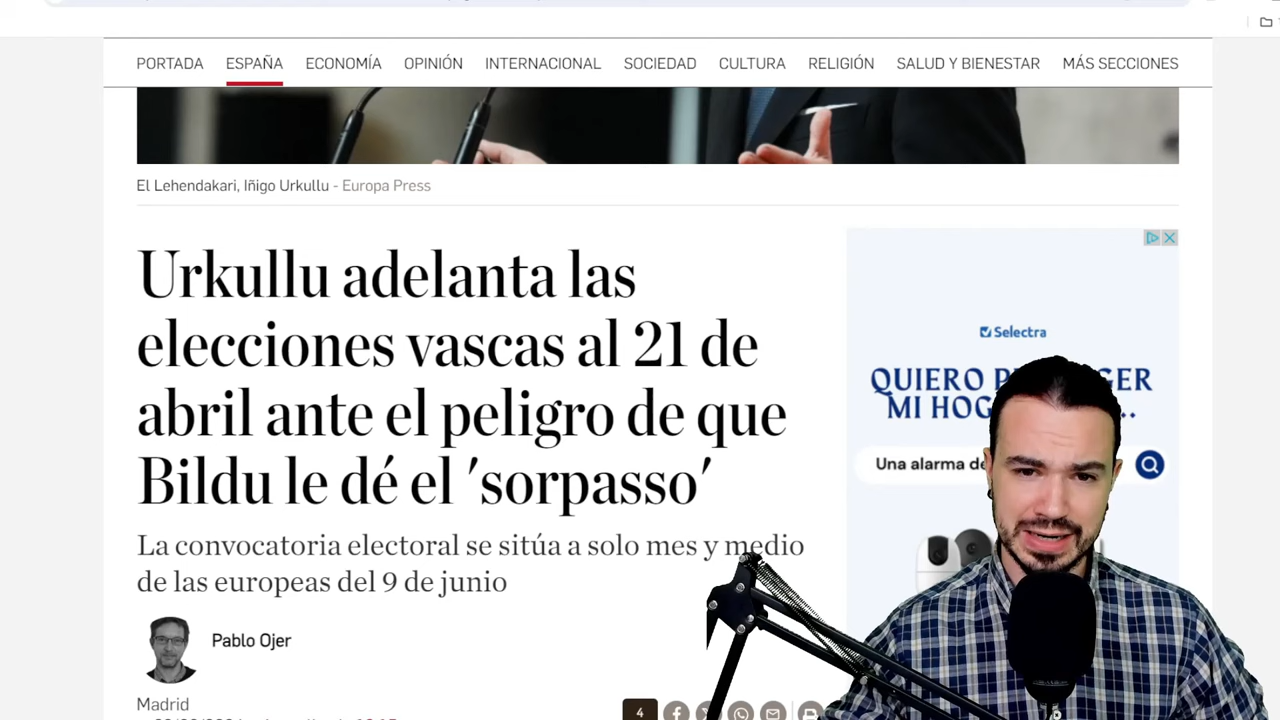 PORTADA ESPAÑA ECONOMÍA OPINIÓN INTERNACIONAL SOCIEDAD CULTURA RELIGIÓN SALUD Y BIENESTAR MÁS SECCIONES
El Lehendakari, Iñigo Urkullu - Europa Press
Urkullu adelanta las
elecciones vascas al 21 de
abril ante el peligro de que
Bildu le dé el 'sorpasso'
La convocatoria electoral se sitúa a solo mes y medio
de las europeas del 9 de junio
Pablo Ojer
Madrid
4
Selectra
QUIERO
MI
Una alarma